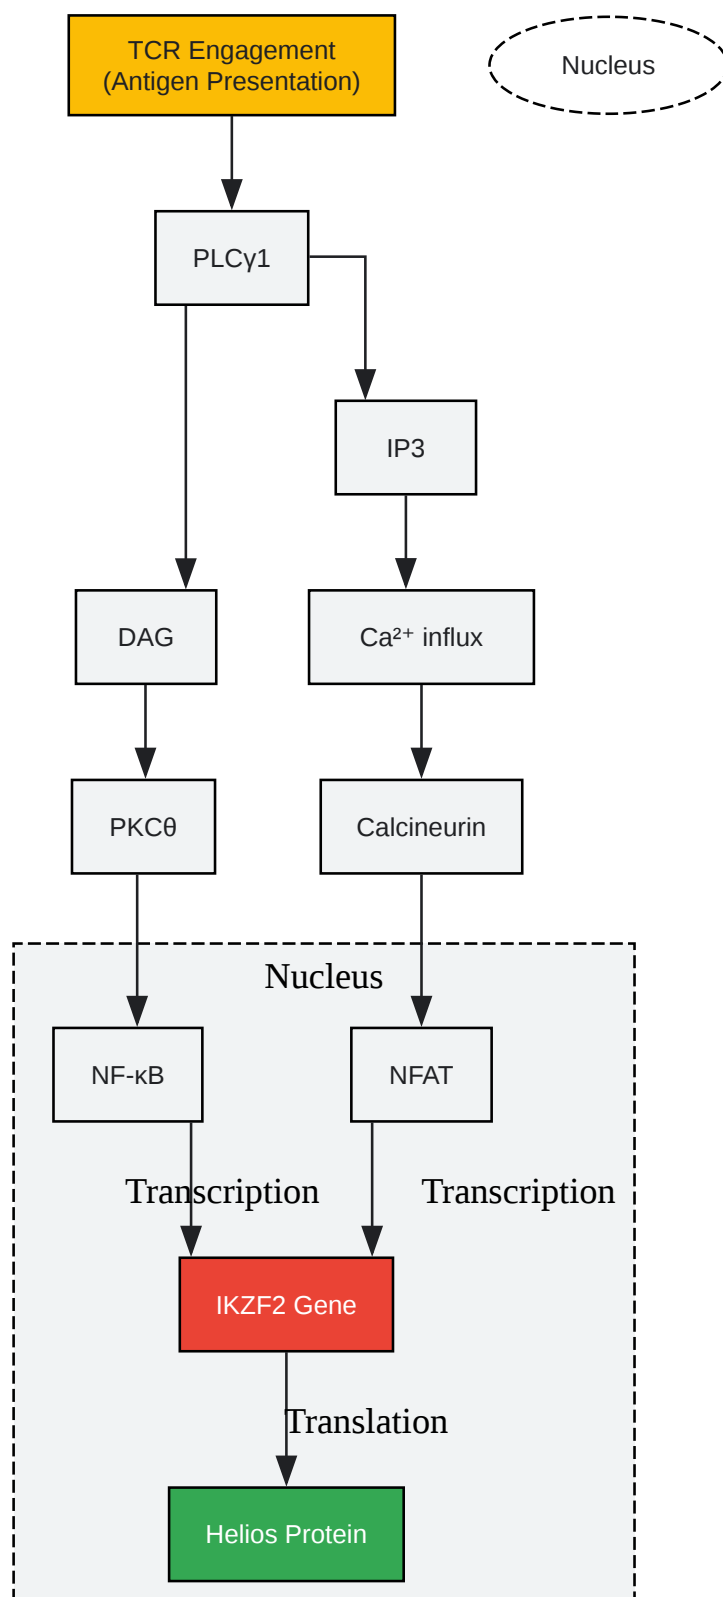 TCR Engagement
(Antigen Presentation)
Nucleus
PLCγ1
IP3
DAG
Ca²⁺ influx
PKCθ
Calcineurin
Nucleus
NF-κB
NFAT
Transcription
Transcription
IKZF2 Gene
Translation
Helios Protein